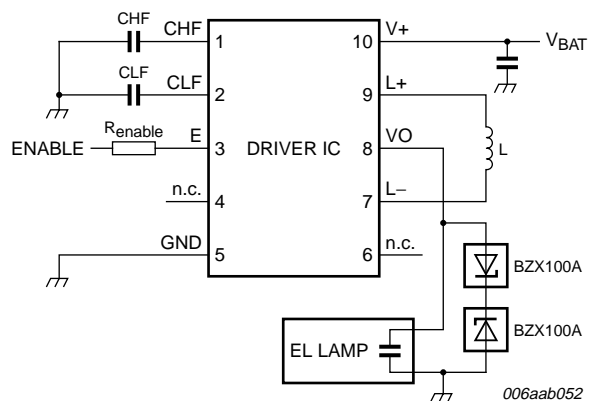 CHF
CHF
1
10
V+
VBAT
CLF
CLF
2
9
L+
Renable
ENABLE
E
3
DRIVER IC
8
VO
L
n.c.
4
7
L−
GND
5
6
n.c.
BZX100A
EL LAMP
BZX100A
006aab052